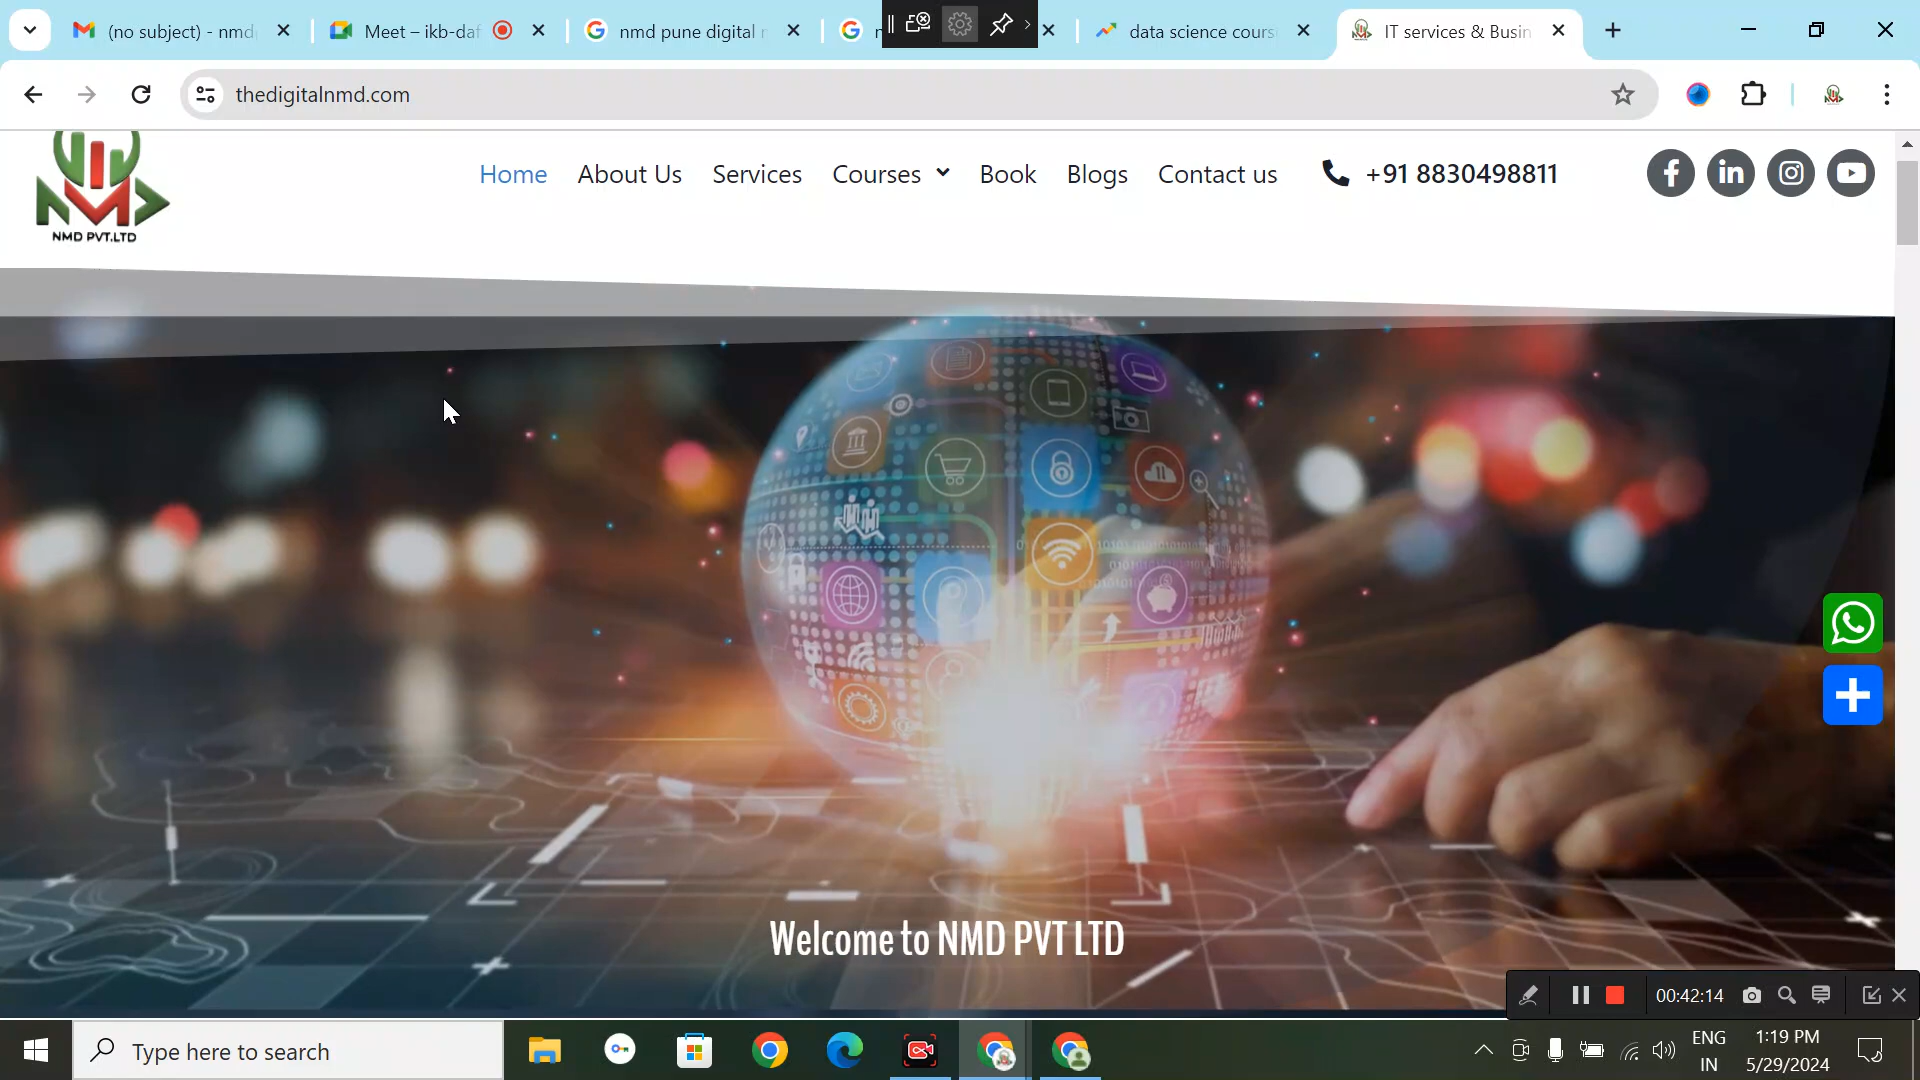 (no subject) - nmd
Meet – ikb-daf
nmd pune digital
data science cours
IT services & Busin
thedigitalnmd.com
NMD PVT.LTD
Home
About Us
Services
Courses
Book
Blogs
Contact us
+91 8830498811
Welcome to NMD PVT LTD
00:42:14
Type here to search
ENG
IN
1:19 PM
5/29/2024